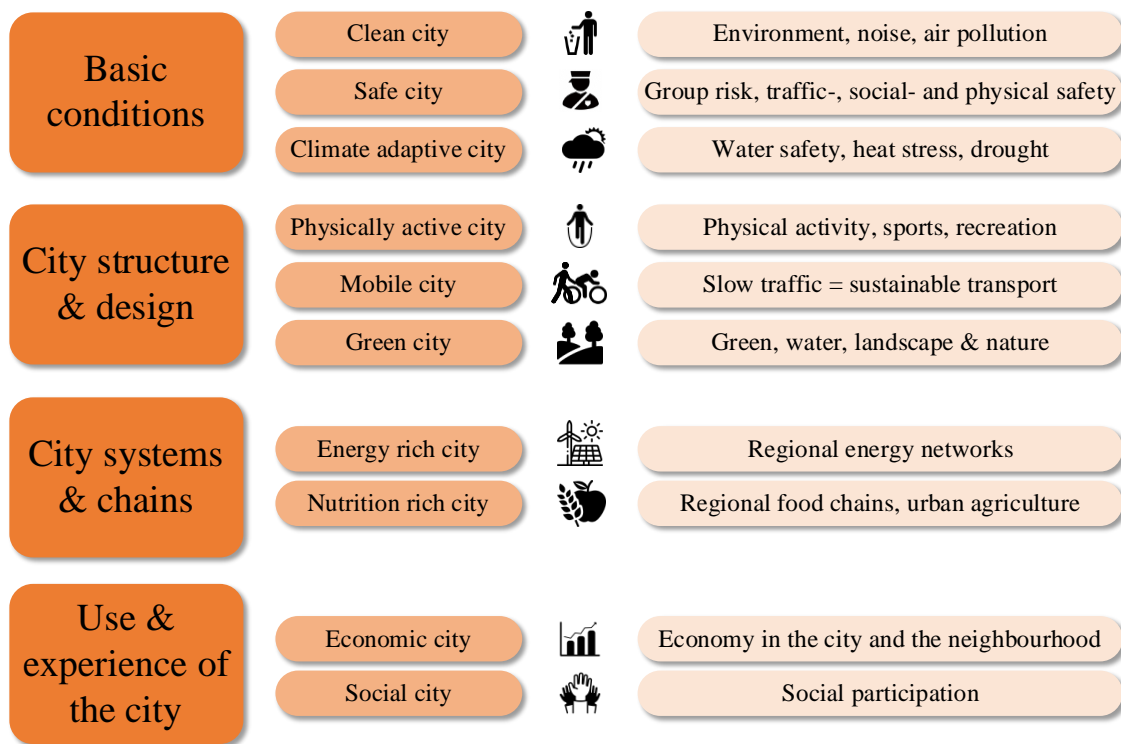 Basic
conditions
Clean city
Environment, noise, air pollution
Safe city
Group risk, traffic-, social- and physical safety
Climate adaptive city
Water safety, heat stress, drought
City structure
& design
Physically active city
Physical activity, sports, recreation
Mobile city
Slow traffic = sustainable transport
Green city
Green, water, landscape & nature
City systems
& chains
Energy rich city
Regional energy networks
Nutrition rich city
Regional food chains, urban agriculture
Use &
experience of
the city
Economic city
Economy in the city and the neighbourhood
Social city
Social participation